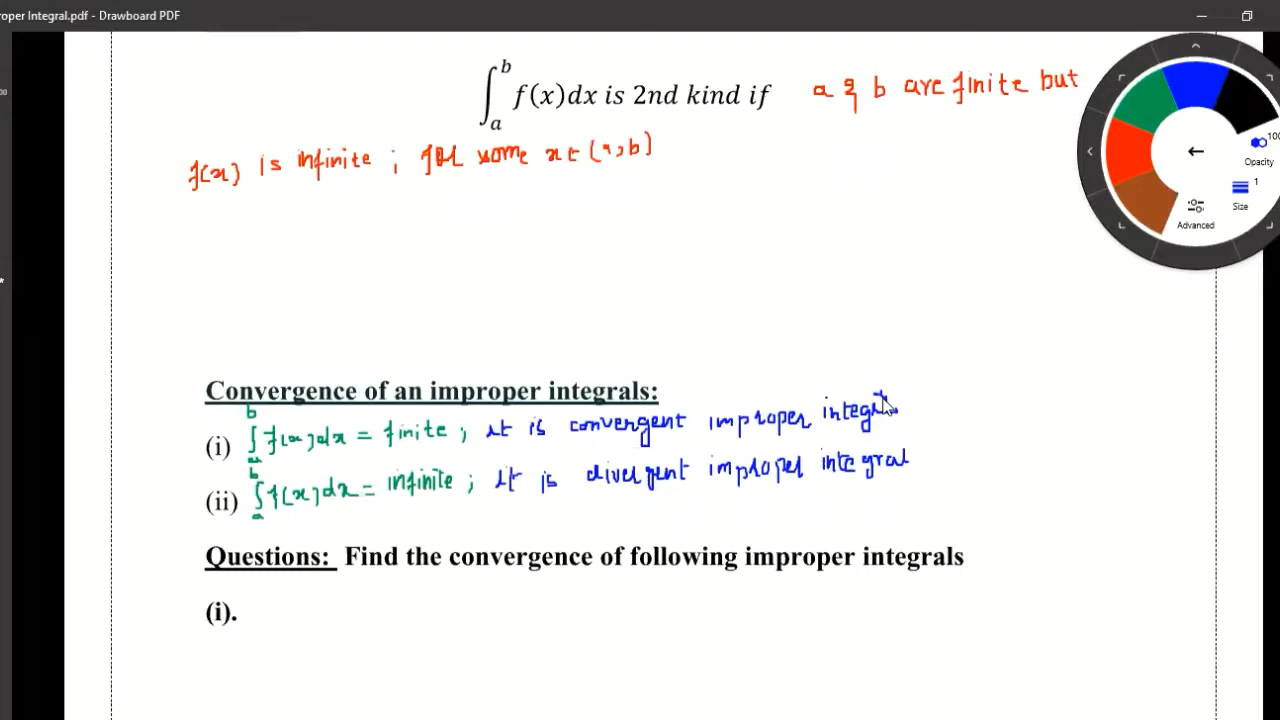 oper Integral.pdf - Drawboard PDF
∫_a^b f(x)dx is 2nd kind if a & b are finite but
f(x) is infinite ; for some x ∈ (a, b)
100
Opacity
1
Size
Advanced
Convergence of an improper integrals:
(i) ∫_a^b f(x) dx = finite ; it is convergent improper integral
(ii) ∫_a^b f(x) dx = infinite ; it is divergent improper integral
Questions: Find the convergence of following improper integrals
(i).